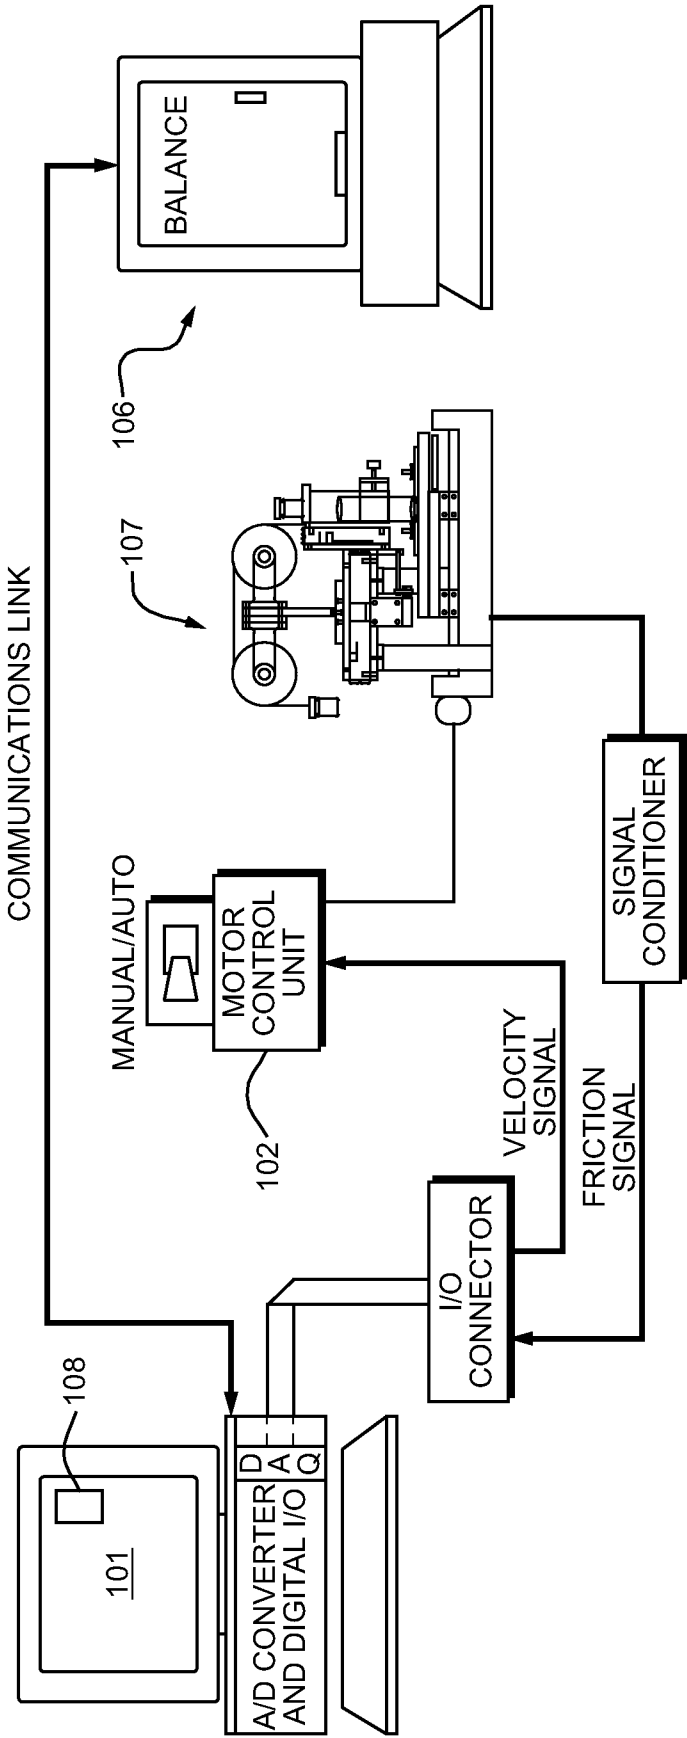 COMMUNICATIONS LINK
108
101
A/D CONVERTER
AND DIGITAL I/O
D
A
Q
I/O
CONNECTOR
102
MANUAL/AUTO
MOTOR
CONTROL
UNIT
VELOCITY
SIGNAL
FRICTION
SIGNAL
107
SIGNAL
CONDITIONER
106
BALANCE